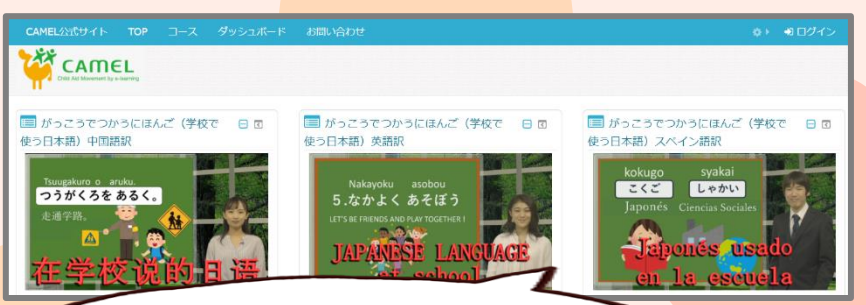 CAMEL公式サイト TOP コース ダッシュボード お問い合わせ ログイン
CAMEL
Child Aid Movement by e-learning
がっこうでつかうにほんご（学校で
使う日本語）中国語訳
Tsuugakuro o aruku.
つうがくろを あるく。
走通学路。
在学校说的日语
がっこうでつかうにほんご（学校で
使う日本語）英語訳
Nakayoku asobou
5.なかよく あそぼう
LET'S BE FRIENDS AND PLAY TOGETHER !
JAPANESE LANGUAGE
at school
がっこうでつかうにほんご（学校で
使う日本語）スペイン語訳
kokugo syakai
こくご しゃかい
Japonés Ciencias Sociales
Japonés usado
en la escuela